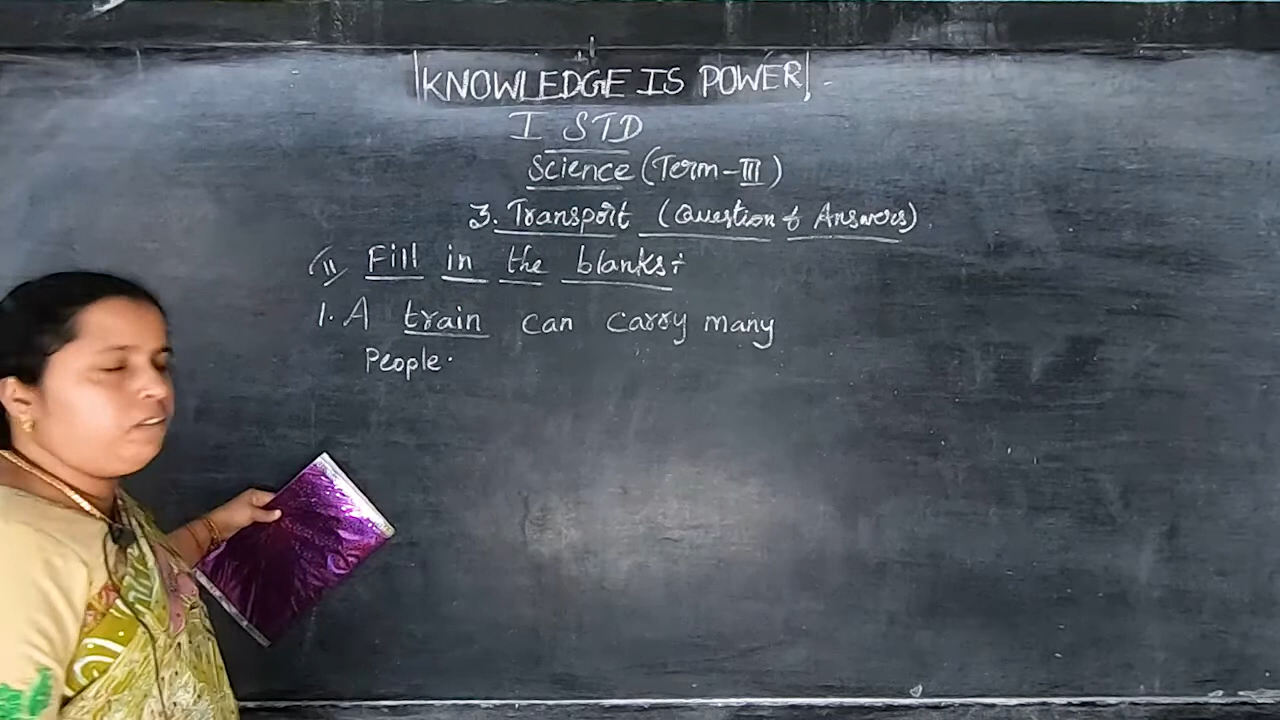 KNOWLEDGE IS POWER
I STD
Science (Term-III)
3. Transport (Question & Answers)
II Fill in the blanks:
1. A train can carry many
People.